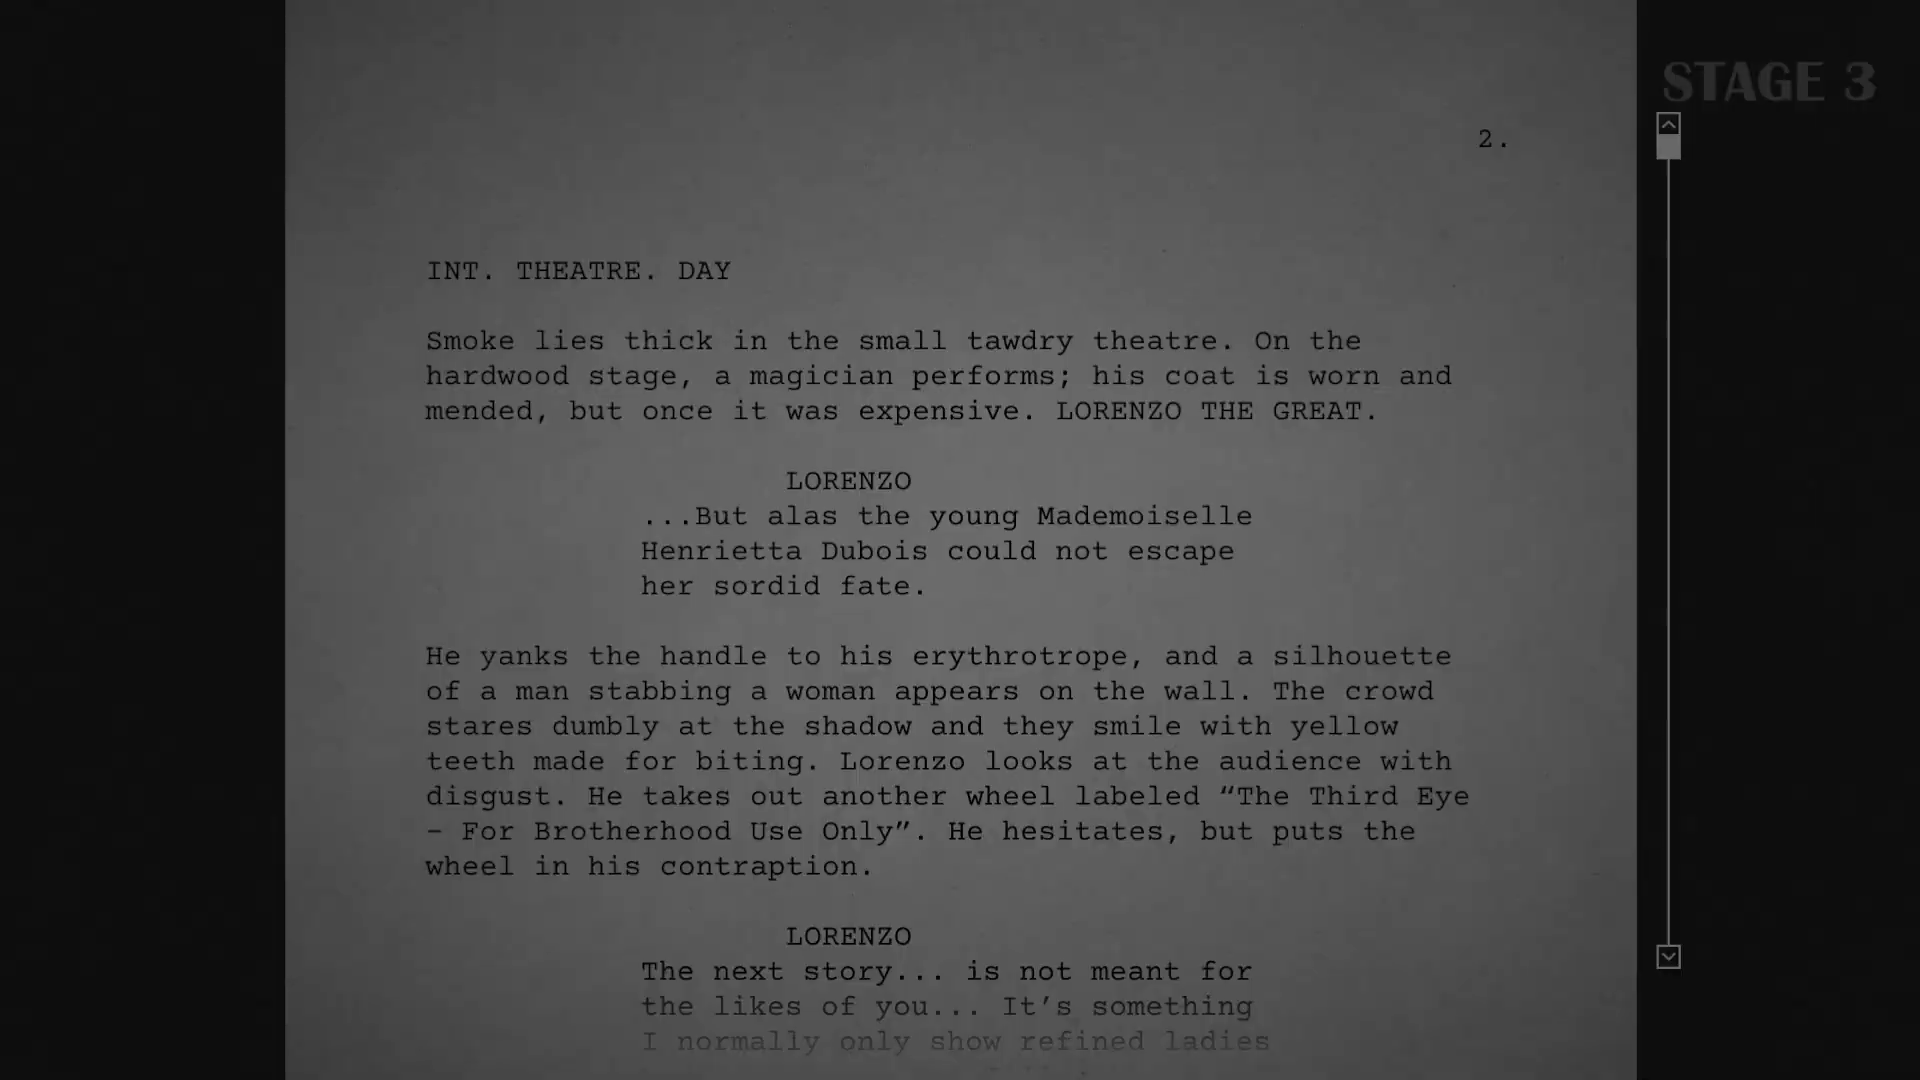 STAGE 3
2.
INT. THEATRE. DAY
Smoke lies thick in the small tawdry theatre. On the
hardwood stage, a magician performs; his coat is worn and
mended, but once it was expensive. LORENZO THE GREAT.
LORENZO
...But alas the young Mademoiselle
Henrietta Dubois could not escape
her sordid fate.
He yanks the handle to his erythrotrope, and a silhouette
of a man stabbing a woman appears on the wall. The crowd
stares dumbly at the shadow and they smile with yellow
teeth made for biting. Lorenzo looks at the audience with
disgust. He takes out another wheel labeled “The Third Eye
– For Brotherhood Use Only”. He hesitates, but puts the
wheel in his contraption.
LORENZO
The next story... is not meant for
the likes of you... It’s something
I normally only show refined ladies